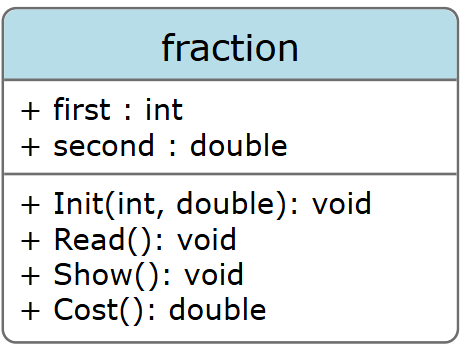 fraction
+ first : int
+ second : double
+ Init(int, double): void
+ Read(): void
+ Show(): void
+ Cost(): double